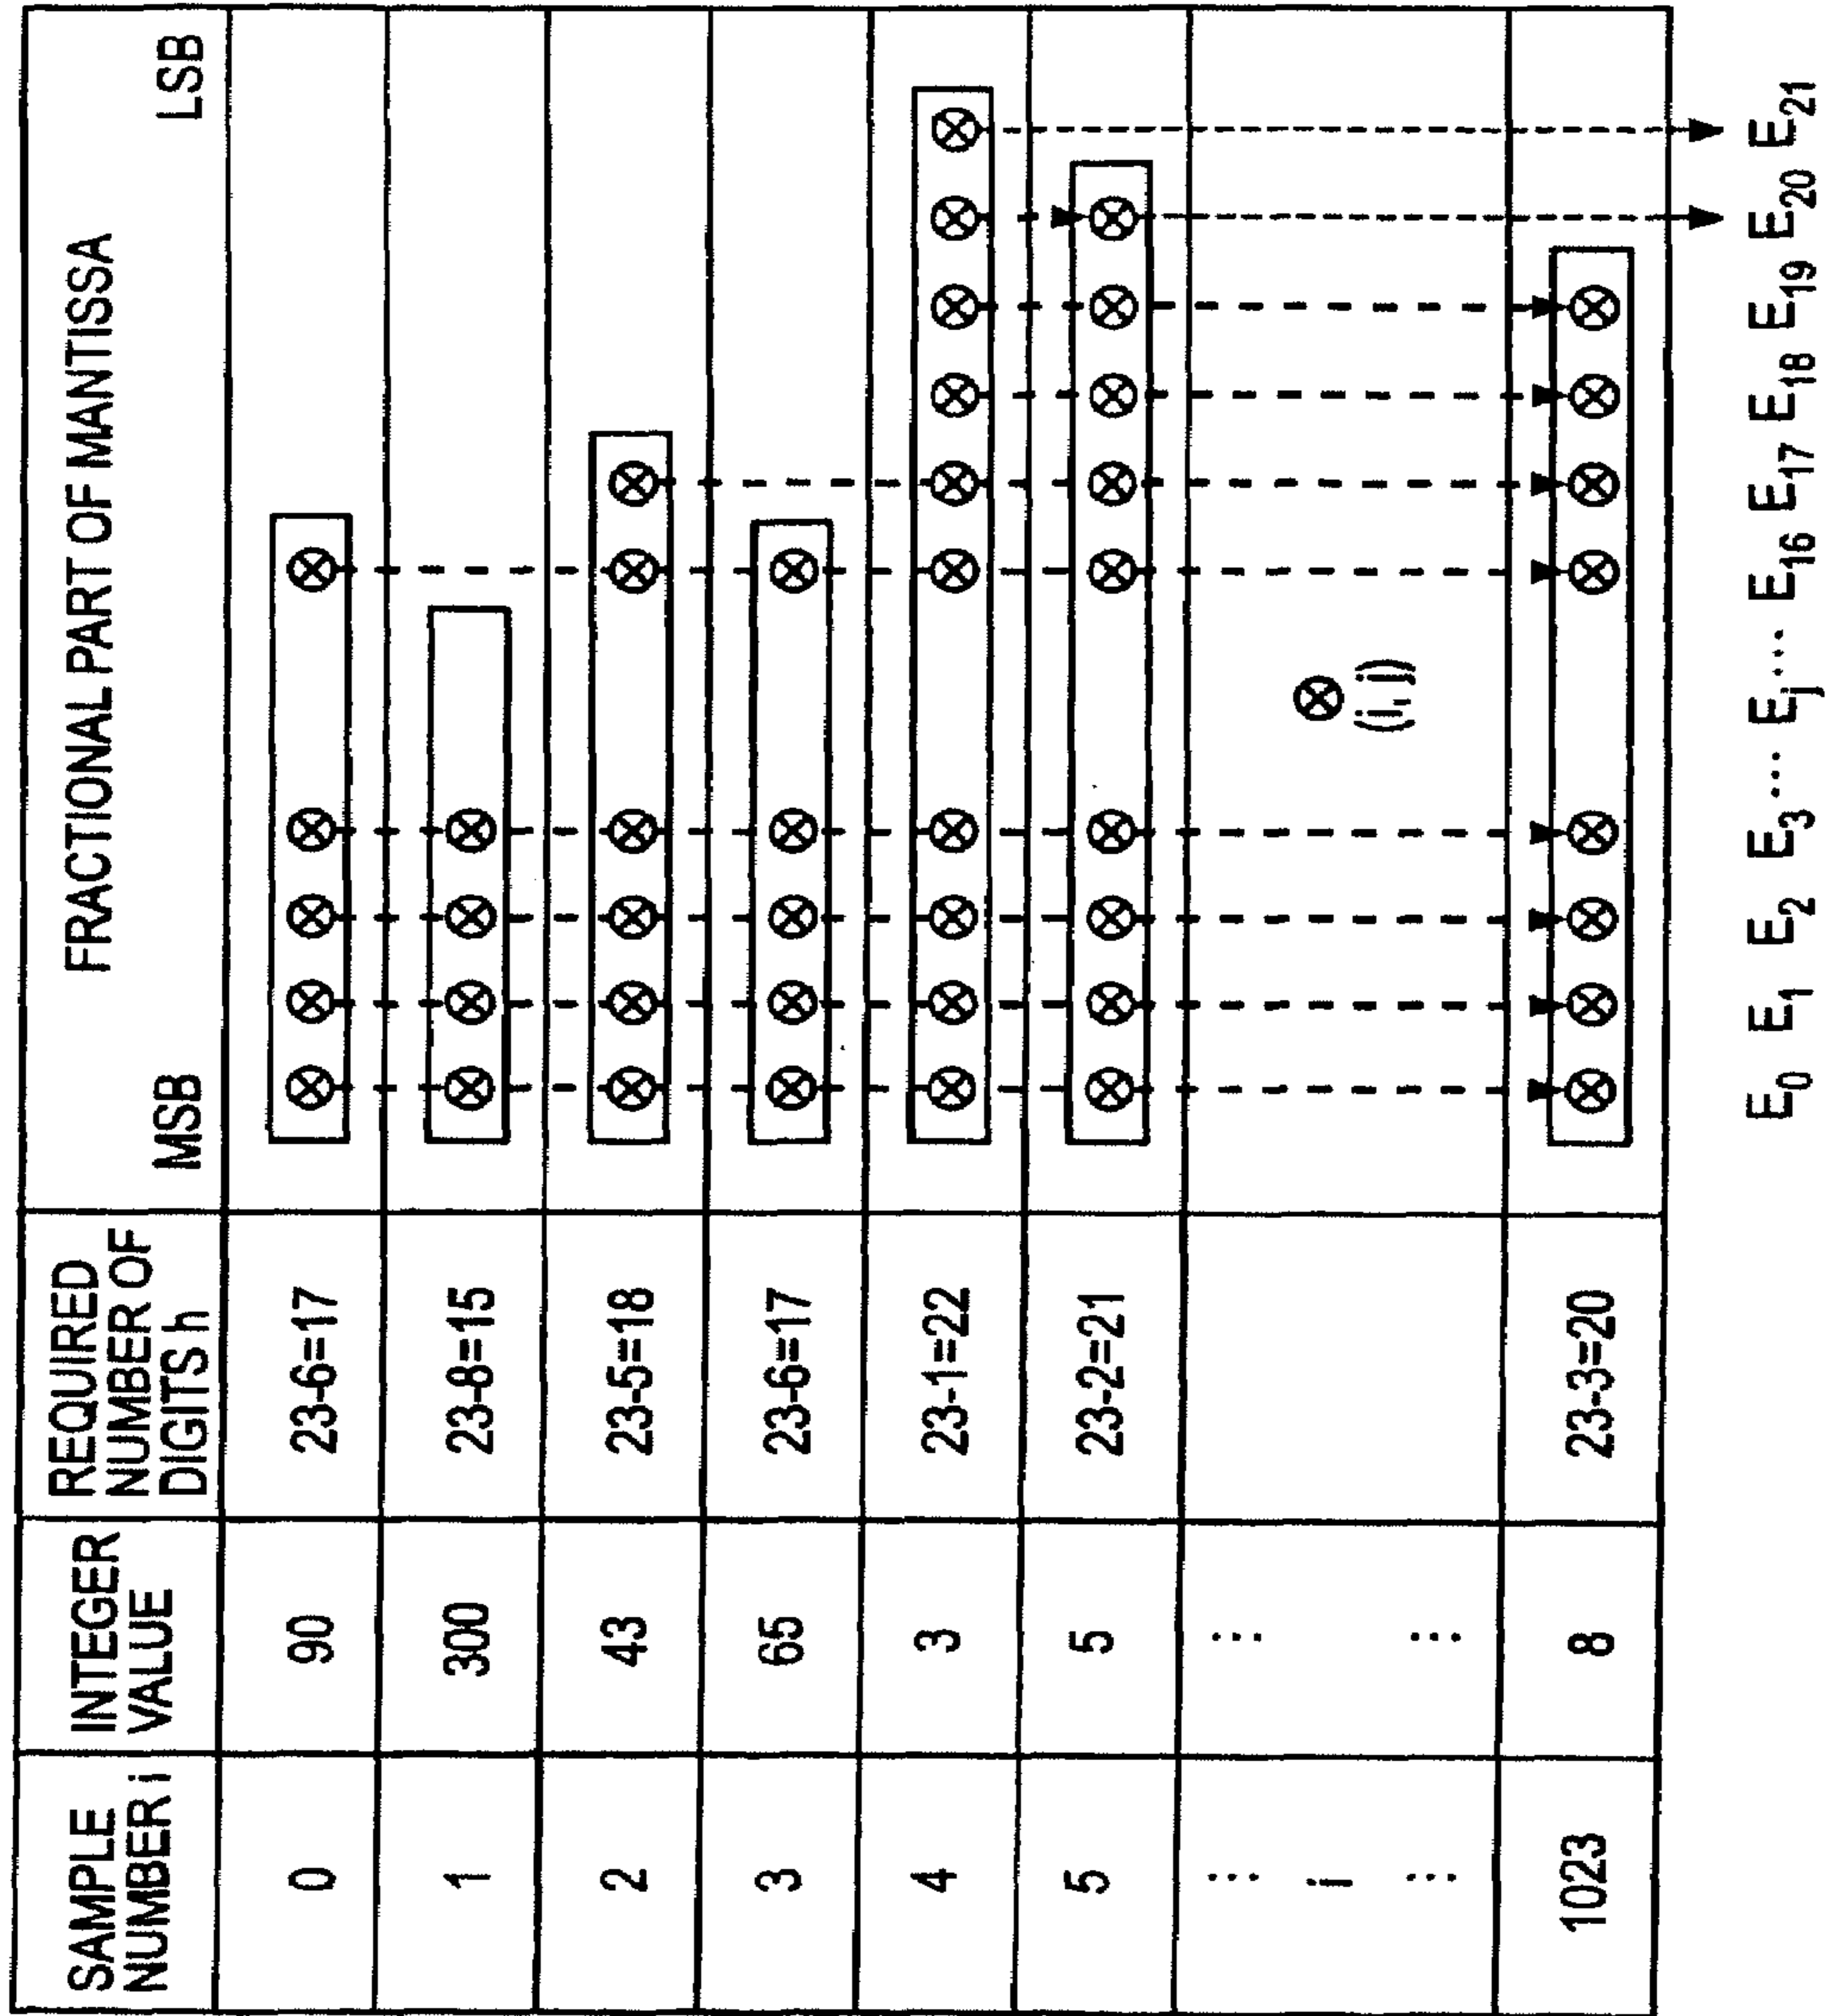 SAMPLE NUMBER i
INTEGER VALUE
REQUIRED NUMBER OF DIGITS h
FRACTIONAL PART OF MANTISSA
MSB LSB
0 90 23-6=17
1 300 23-8=15
2 43 23-5=18
3 65 23-6=17
4 3 23-1=22
5 5 23-2=21
⋮ ⋮
i
(i, j)
⋮ ⋮
1023 8 23-3=20
E0 E1 E2 E3 ··· Ej ··· E16 E17 E18 E19 E20 E21